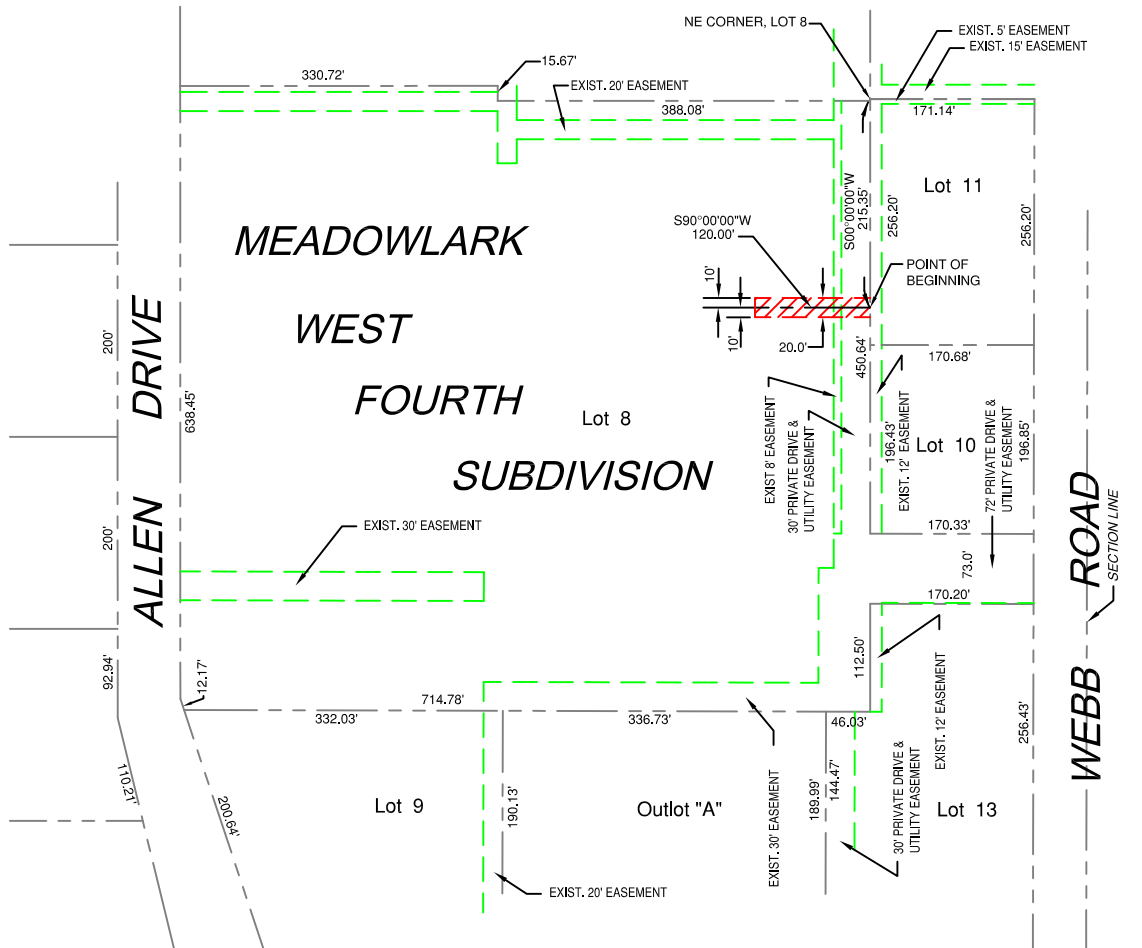 NE CORNER, LOT 8
EXIST. 5' EASEMENT
EXIST. 15' EASEMENT
15.67'
330.72'
EXIST. 20' EASEMENT
388.08'
171.14'
Lot 11
S00°00'00"W
215.35'
256.20'
256.20'
S90°00'00"W
120.00'
MEADOWLARK
WEST
FOURTH
SUBDIVISION
POINT OF
BEGINNING
10'
10'
20.0'
450.64'
170.68'
200'
638.45'
ALLEN DRIVE
Lot 8
EXIST 8' EASEMENT
30' PRIVATE DRIVE &
UTILITY EASEMENT
196.43'
EXIST. 12' EASEMENT
Lot 10
72' PRIVATE DRIVE &
UTILITY EASEMENT
196.85'
WEBB ROAD
SECTION LINE
200'
EXIST. 30' EASEMENT
170.33'
73.0'
170.20'
92.94'
12.17'
112.50'
714.78'
332.03'
336.73'
46.03'
EXIST. 12' EASEMENT
256.43'
110.21'
200.64'
Lot 9
190.13'
Outlot "A"
189.99'
144.47'
EXIST. 30' EASEMENT
30' PRIVATE DRIVE &
UTILITY EASEMENT
Lot 13
EXIST. 20' EASEMENT